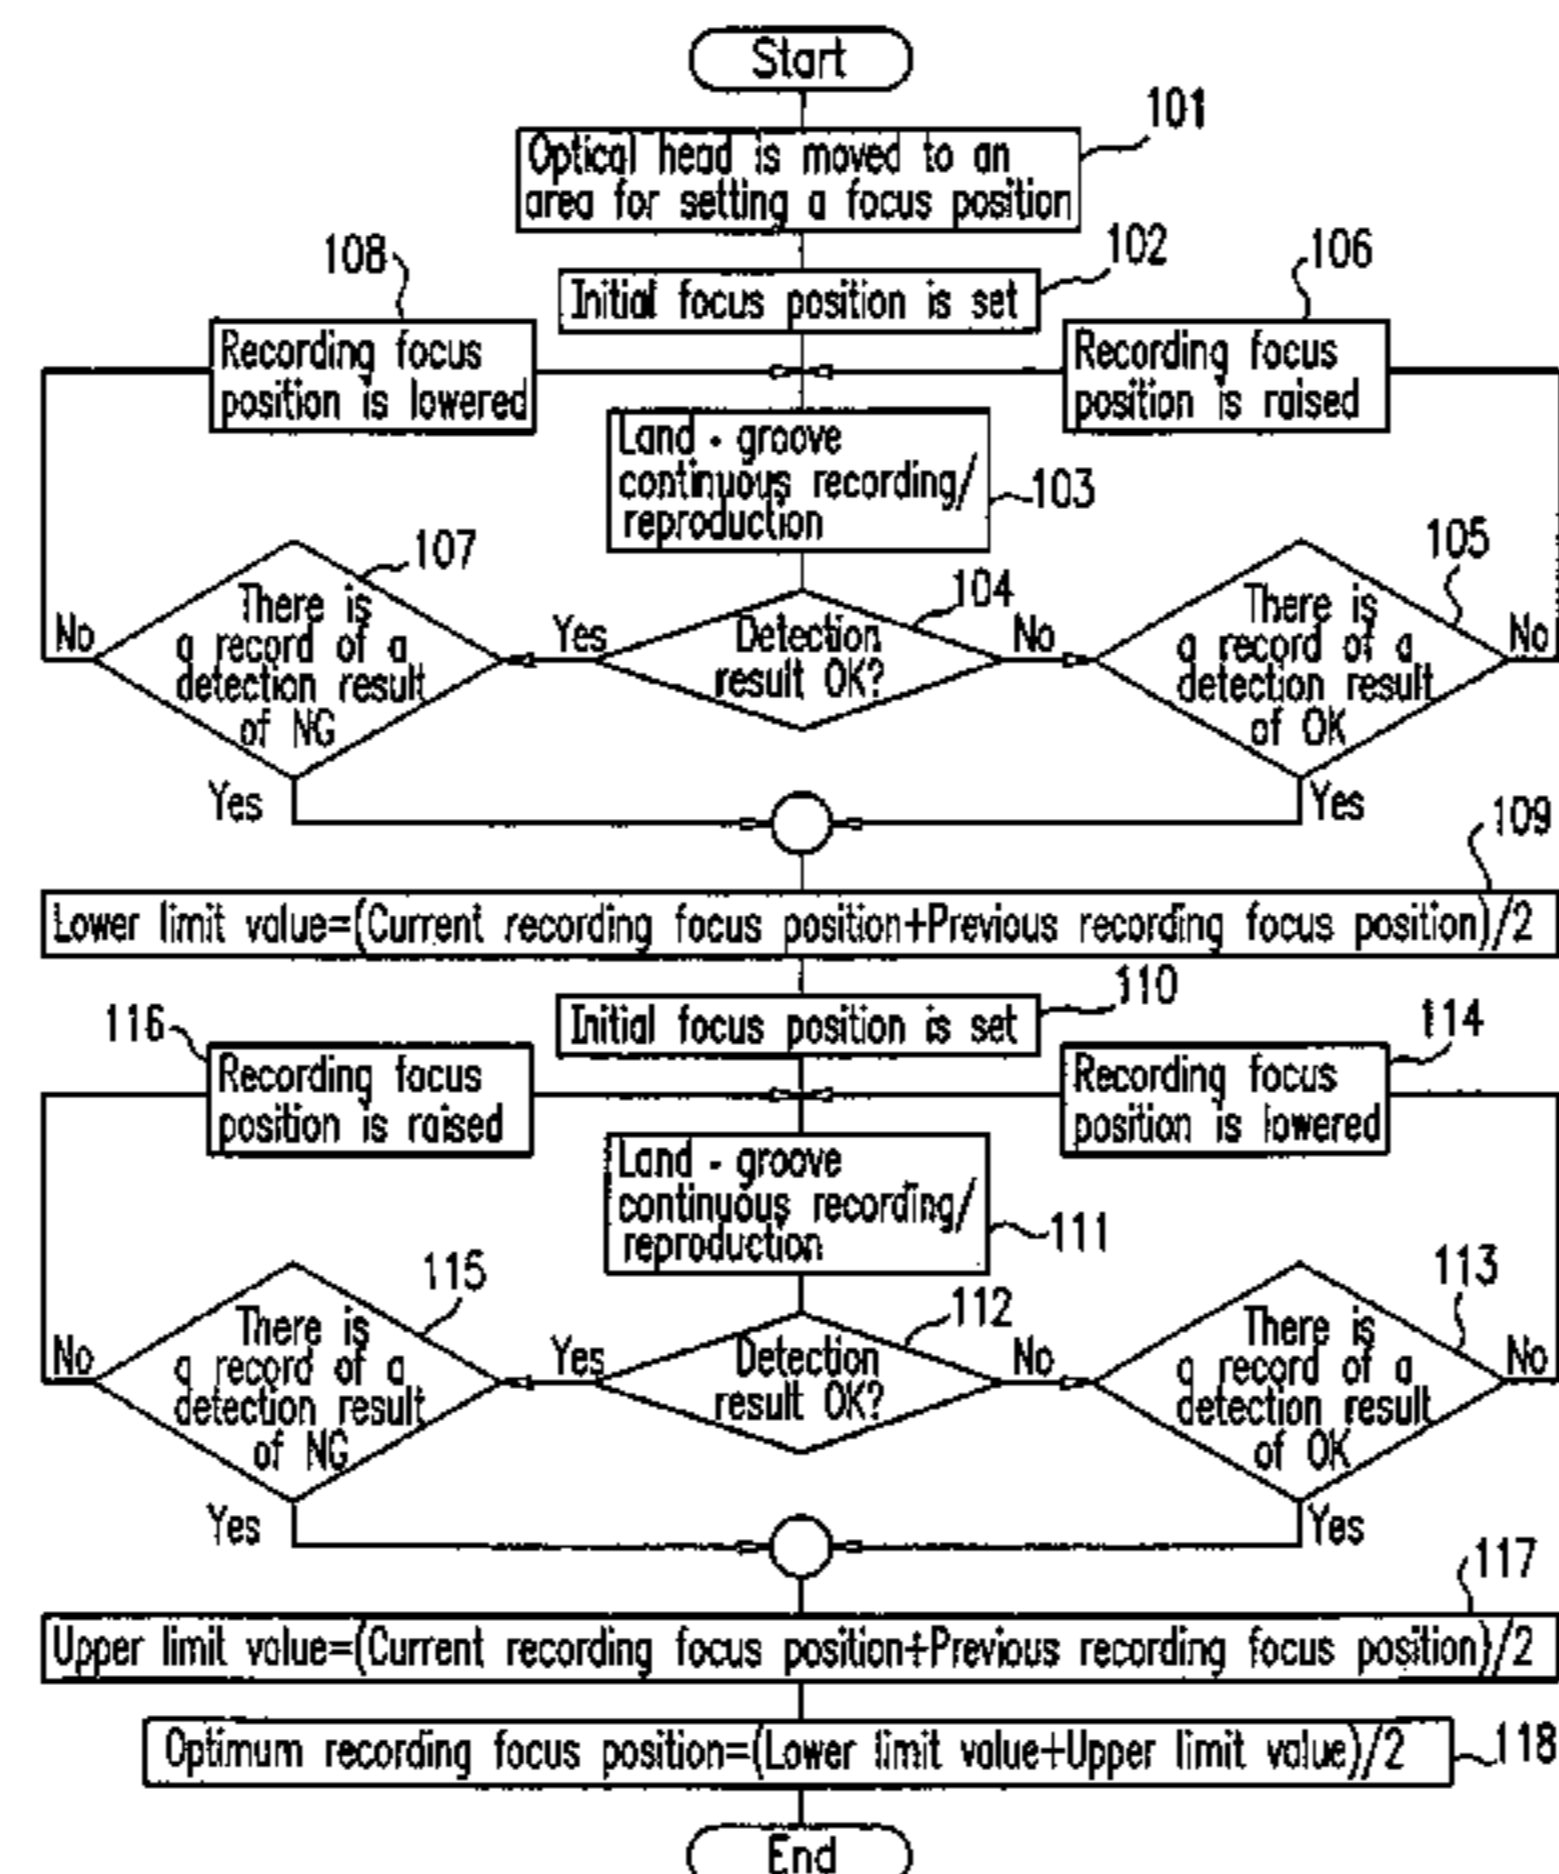 Start
101
Optical head is moved to an
area for setting a focus position
102
Initial focus position is set
108
Recording focus
position is lowered
106
Recording focus
position is raised
Land - groove
continuous recording/
reproduction
103
107
There is
a record of a
detection result
of NG
No
Yes
104
Detection
result OK?
Yes
No
105
There is
a record of a
detection result
of OK
No
Yes
109
Lower limit value=(Current recording focus position+Previous recording focus position)/2
110
Initial focus position is set
116
Recording focus
position is raised
114
Recording focus
position is lowered
Land - groove
continuous recording/
reproduction
111
115
There is
a record of a
detection result
of NG
No
Yes
112
Detection
result OK?
Yes
No
113
There is
a record of a
detection result
of OK
No
Yes
117
Upper limit value=(Current recording focus position+Previous recording focus position)/2
Optimum recording focus position=(Lower limit value+Upper limit value)/2
118
End